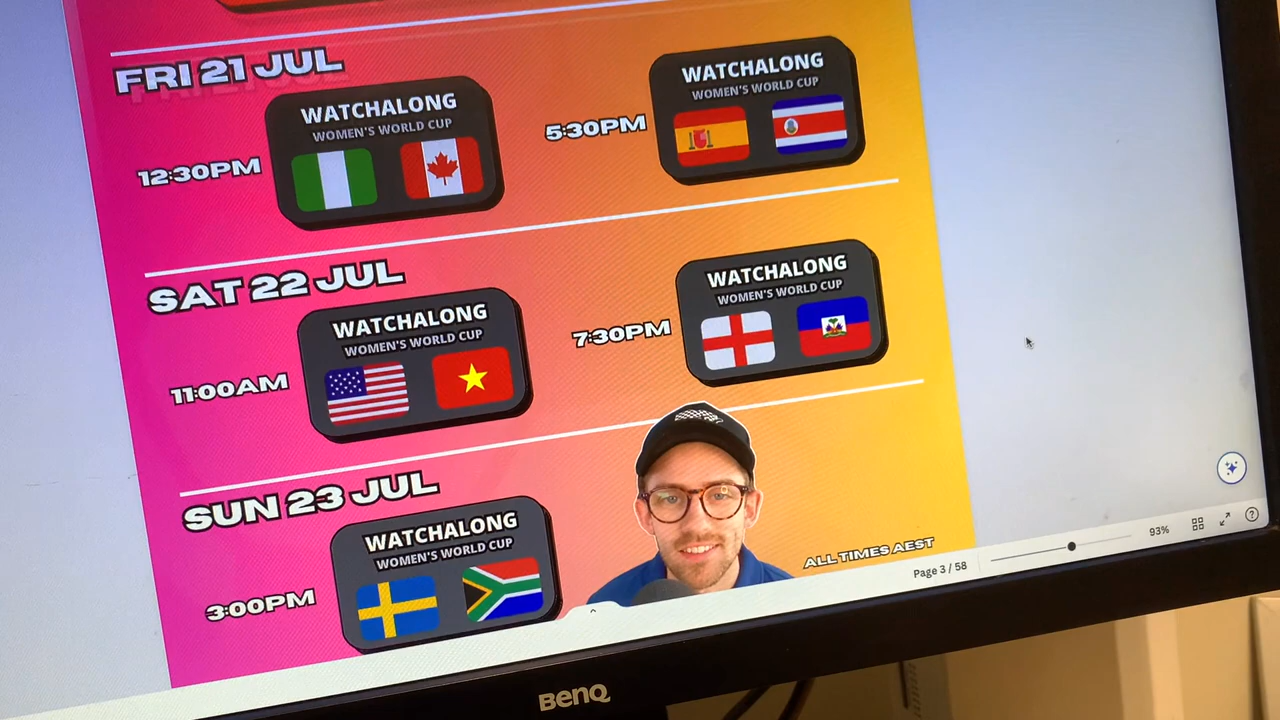 FRI 21 JUL
12:30PM
WATCHALONG
WOMEN'S WORLD CUP
5:30PM
WATCHALONG
WOMEN'S WORLD CUP
SAT 22 JUL
11:00AM
WATCHALONG
WOMEN'S WORLD CUP
7:30PM
WATCHALONG
WOMEN'S WORLD CUP
SUN 23 JUL
3:00PM
WATCHALONG
WOMEN'S WORLD CUP
ALL TIMES AEST
Page 3 / 58
93%
?
BenQ